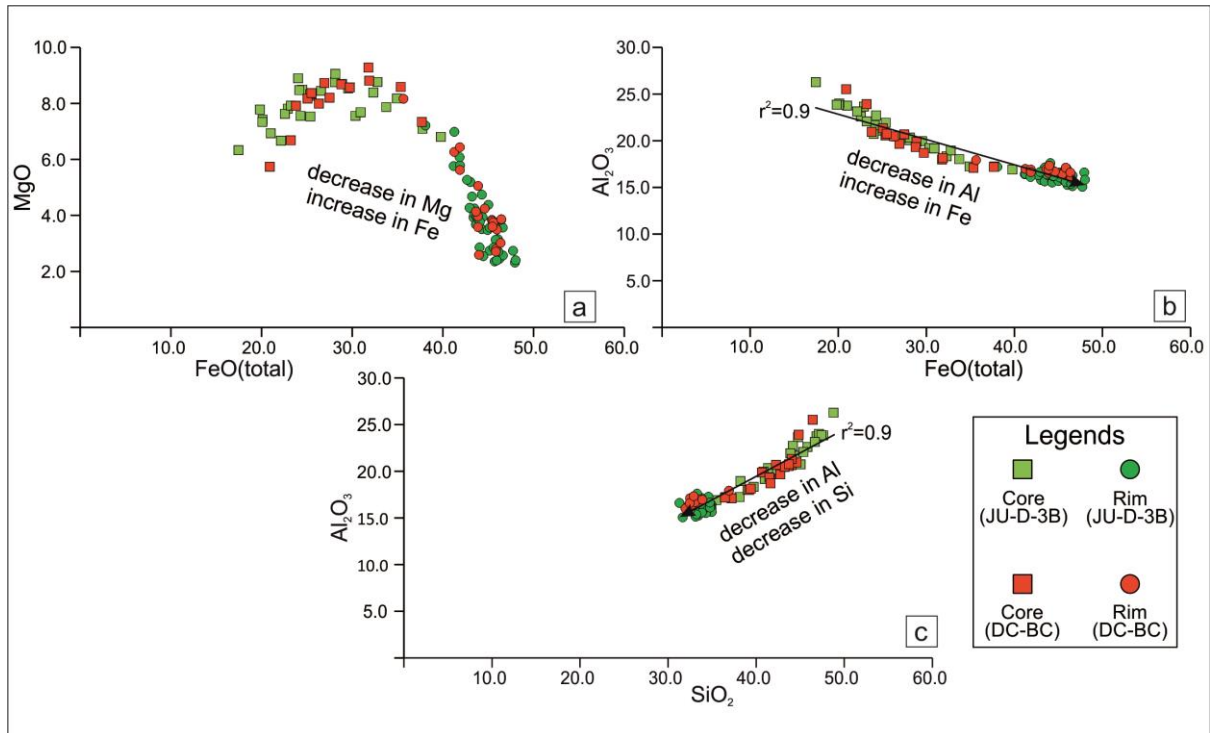 10.0
8.0
6.0
4.0
2.0
MgO
decrease in Mg
increase in Fe
a
10.0 20.0 30.0 40.0 50.0 60.0
FeO(total)
30.0
25.0
20.0
15.0
10.0
5.0
Al₂O₃
r²=0.9
decrease in Al
increase in Fe
b
10.0 20.0 30.0 40.0 50.0 60.0
FeO(total)
30.0
25.0
20.0
15.0
10.0
5.0
Al₂O₃
r²=0.9
decrease in Al
decrease in Si
c
10.0 20.0 30.0 40.0 50.0 60.0
SiO₂
Legends
Core Rim
(JU-D-3B) (JU-D-3B)
Core Rim
(DC-BC) (DC-BC)